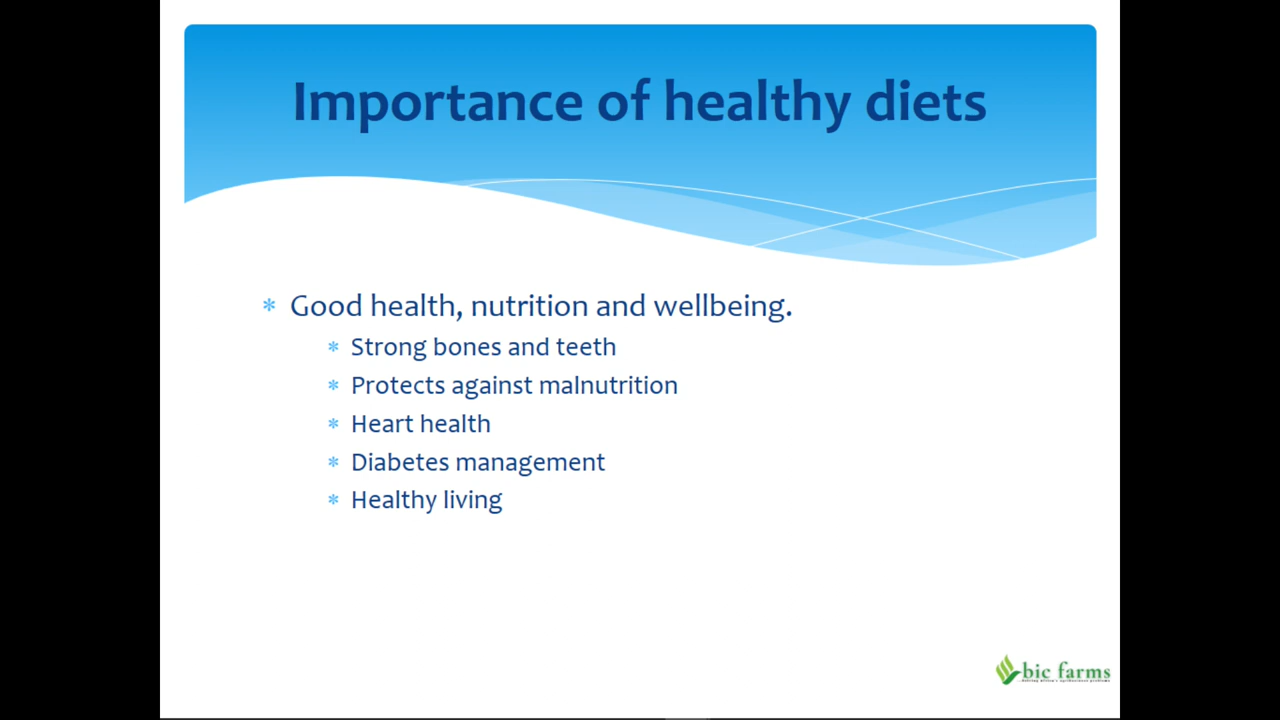 Importance of healthy diets
* Good health, nutrition and wellbeing.
* Strong bones and teeth
* Protects against malnutrition
* Heart health
* Diabetes management
* Healthy living
bic farms